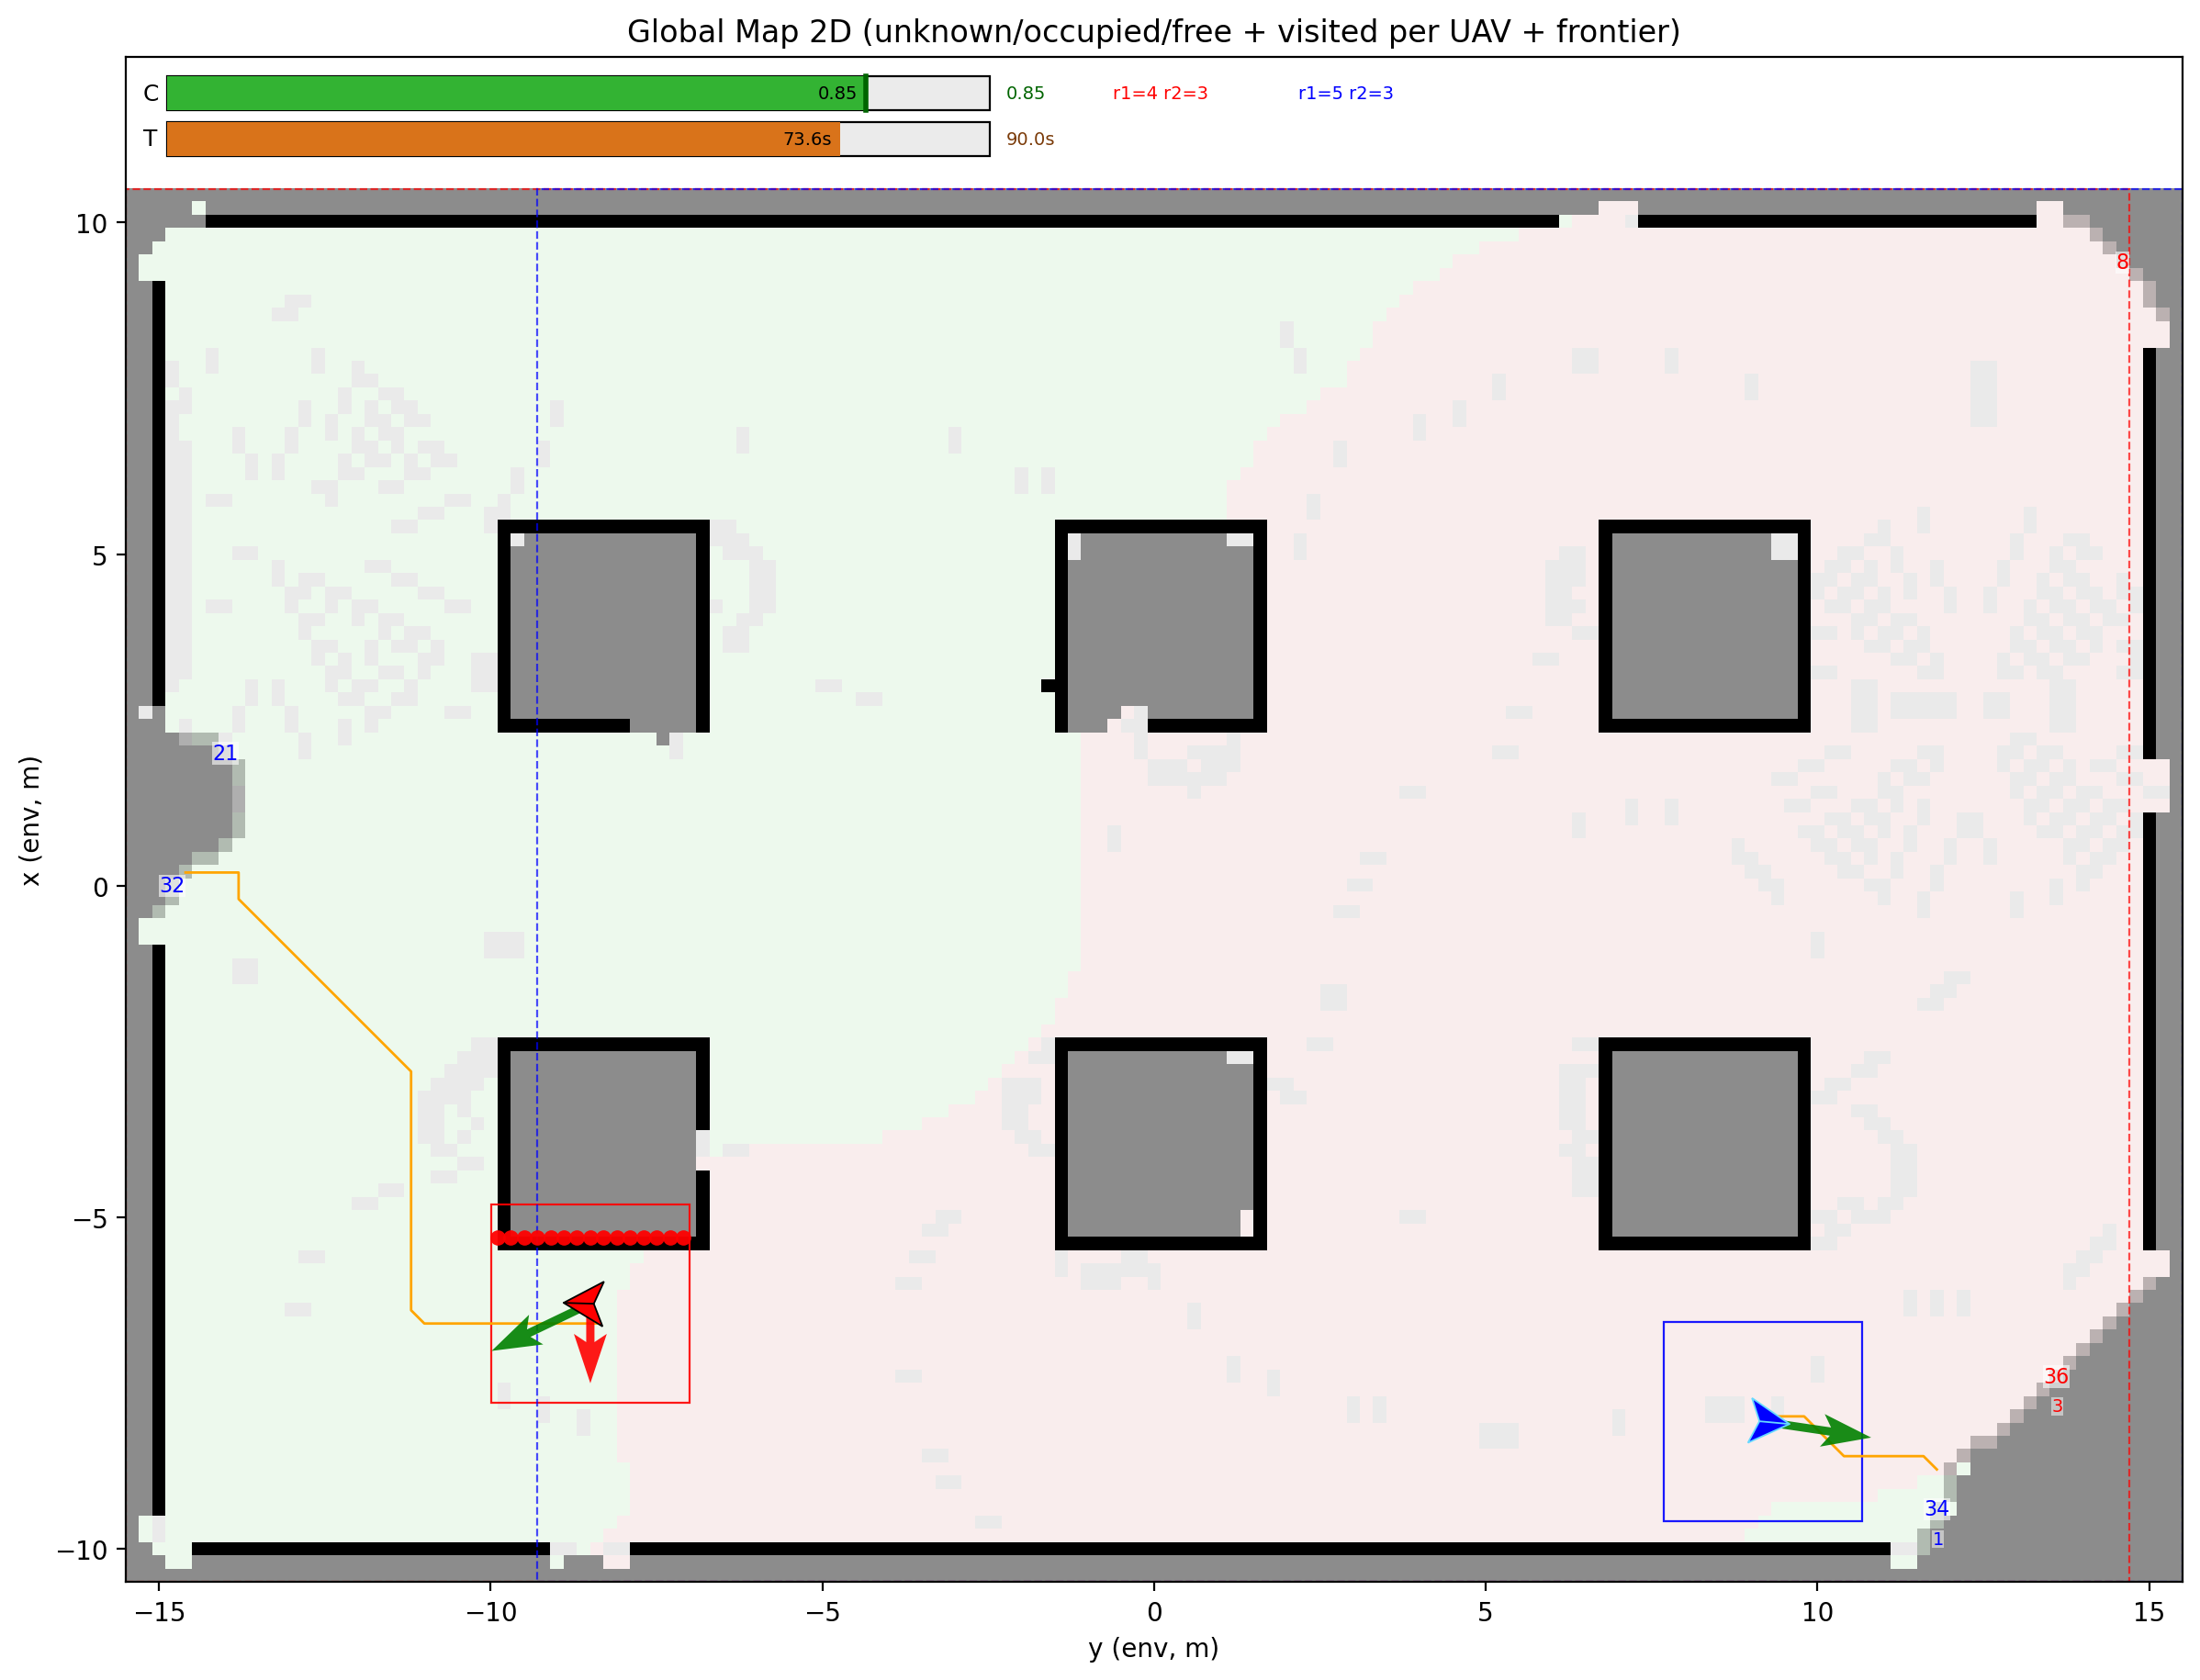 Global Map 2D (unknown/occupied/free + visited per UAV + frontier)
C 0.85 0.85 r1=4 r2=3 r1=5 r2=3
T 73.6s 90.0s
10
8
5
21
x (env, m)
0
32
−5
36
3
34
1
−10
−15 −10 −5 0 5 10 15
y (env, m)